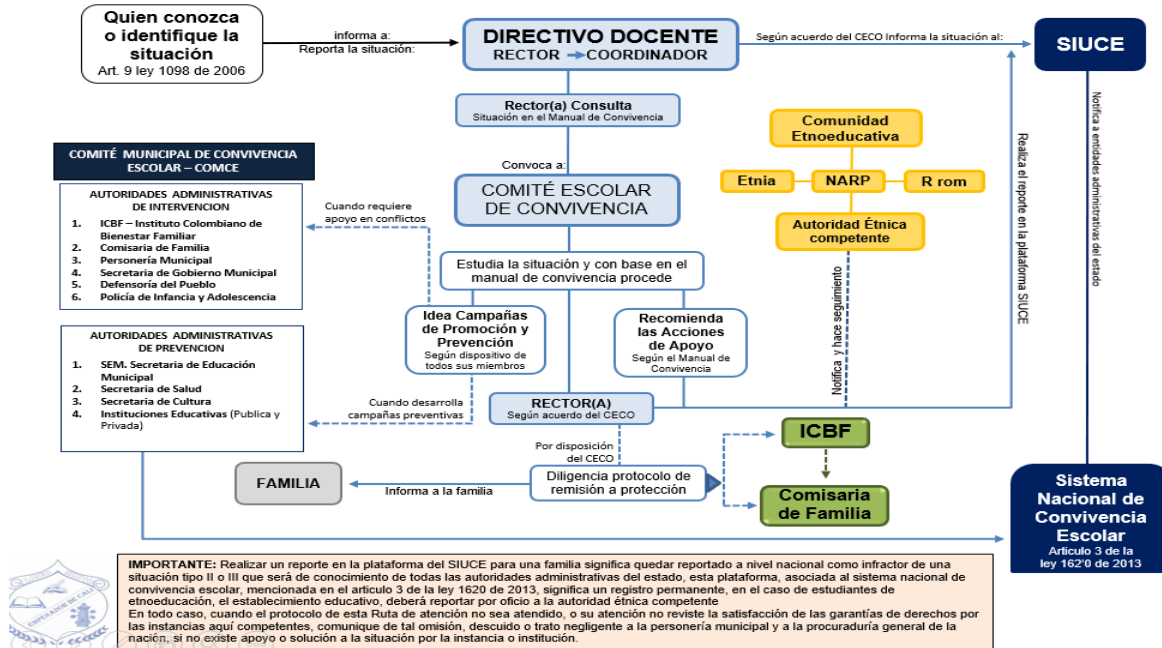 Quien conozca
o identifique la
situación
Art. 9 ley 1098 de 2006
informa a:
Reporta la situación:
DIRECTIVO DOCENTE
RECTOR COORDINADOR
Según acuerdo del CECO Informa la situación al:
SIUCE
Rector(a) Consulta
Situación en el Manual de Convivencia
Convoca a:
COMITÉ ESCOLAR
DE CONVIVENCIA
Comunidad
Etnoeducativa
Etnia
NARP
R rom
Autoridad Étnica
competente
Notifica y hace seguimiento
Realiza el reporte en la plataforma SIUCE
Notifica a entidades administrativas del estado
COMITÉ MUNICIPAL DE CONVIVENCIA
ESCOLAR – COMCE
AUTORIDADES ADMINISTRATIVAS
DE INTERVENCION
1. ICBF – Instituto Colombiano de
Bienestar Familiar
2. Comisaria de Familia
3. Personería Municipal
4. Secretaria de Gobierno Municipal
5. Defensoría del Pueblo
6. Policía de Infancia y Adolescencia
Cuando requiere
apoyo en conflictos
Estudia la situación y con base en el
manual de convivencia procede
Idea Campañas
de Promoción y
Prevención
Según dispositivo de
todos sus miembros
Recomienda
las Acciones
de Apoyo
Según el Manual de
Convivencia
AUTORIDADES ADMINISTRATIVAS
DE PREVENCION
1. SEM. Secretaria de Educación
Municipal
2. Secretaria de Salud
3. Secretaria de Cultura
4. Instituciones Educativas (Publica y
Privada)
Cuando desarrolla
campañas preventivas
RECTOR(A)
Según acuerdo del CECO
Por disposición
del CECO
ICBF
FAMILIA
Informa a la familia
Diligencia protocolo de
remisión a protección
Comisaria
de Familia
Sistema
Nacional de
Convivencia
Escolar
Articulo 3 de la
ley 162'0 de 2013
IMPORTANTE: Realizar un reporte en la plataforma del SIUCE para una familia significa quedar reportado a nivel nacional como infractor de una
situación tipo II o III que será de conocimiento de todas las autoridades administrativas del estado, esta plataforma, asociada al sistema nacional de
convivencia escolar, mencionada en el articulo 3 de la ley 1620 de 2013, significa un registro permanente, en el caso de estudiantes de
etnoeducación, el establecimiento educativo, deberá reportar por oficio a la autoridad étnica competente
En todo caso, cuando el protocolo de esta Ruta de atención no sea atendido, o su atención no reviste la satisfacción de las garantías de derechos por
las instancias aquí competentes, comunique de tal omisión, descuido o trato negligente a la personería municipal y a la procuraduría general de la
nación, si no existe apoyo o solución a la situación por la instancia o institución.